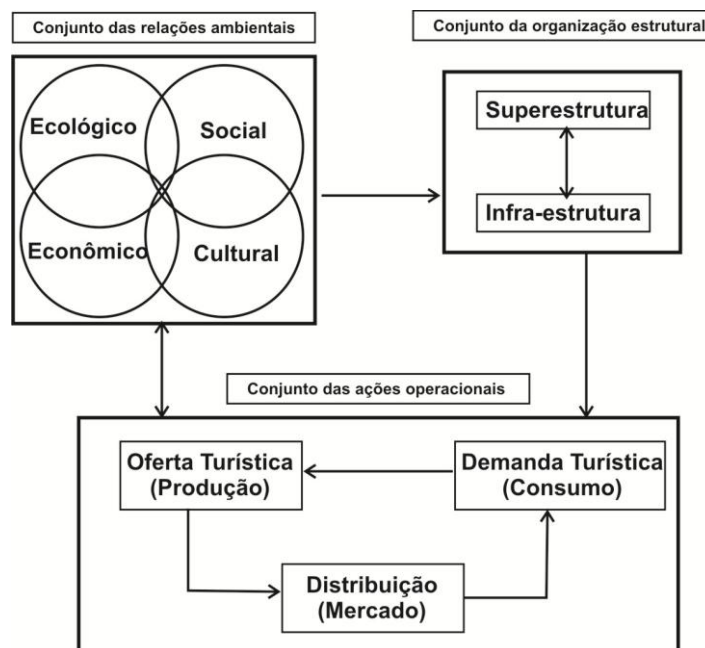 Conjunto das relações ambientais
Conjunto da organização estrutural
Ecológico
Social
Econômico
Cultural
Superestrutura
Infra-estrutura
Conjunto das ações operacionais
Oferta Turística
(Produção)
Demanda Turística
(Consumo)
Distribuição
(Mercado)